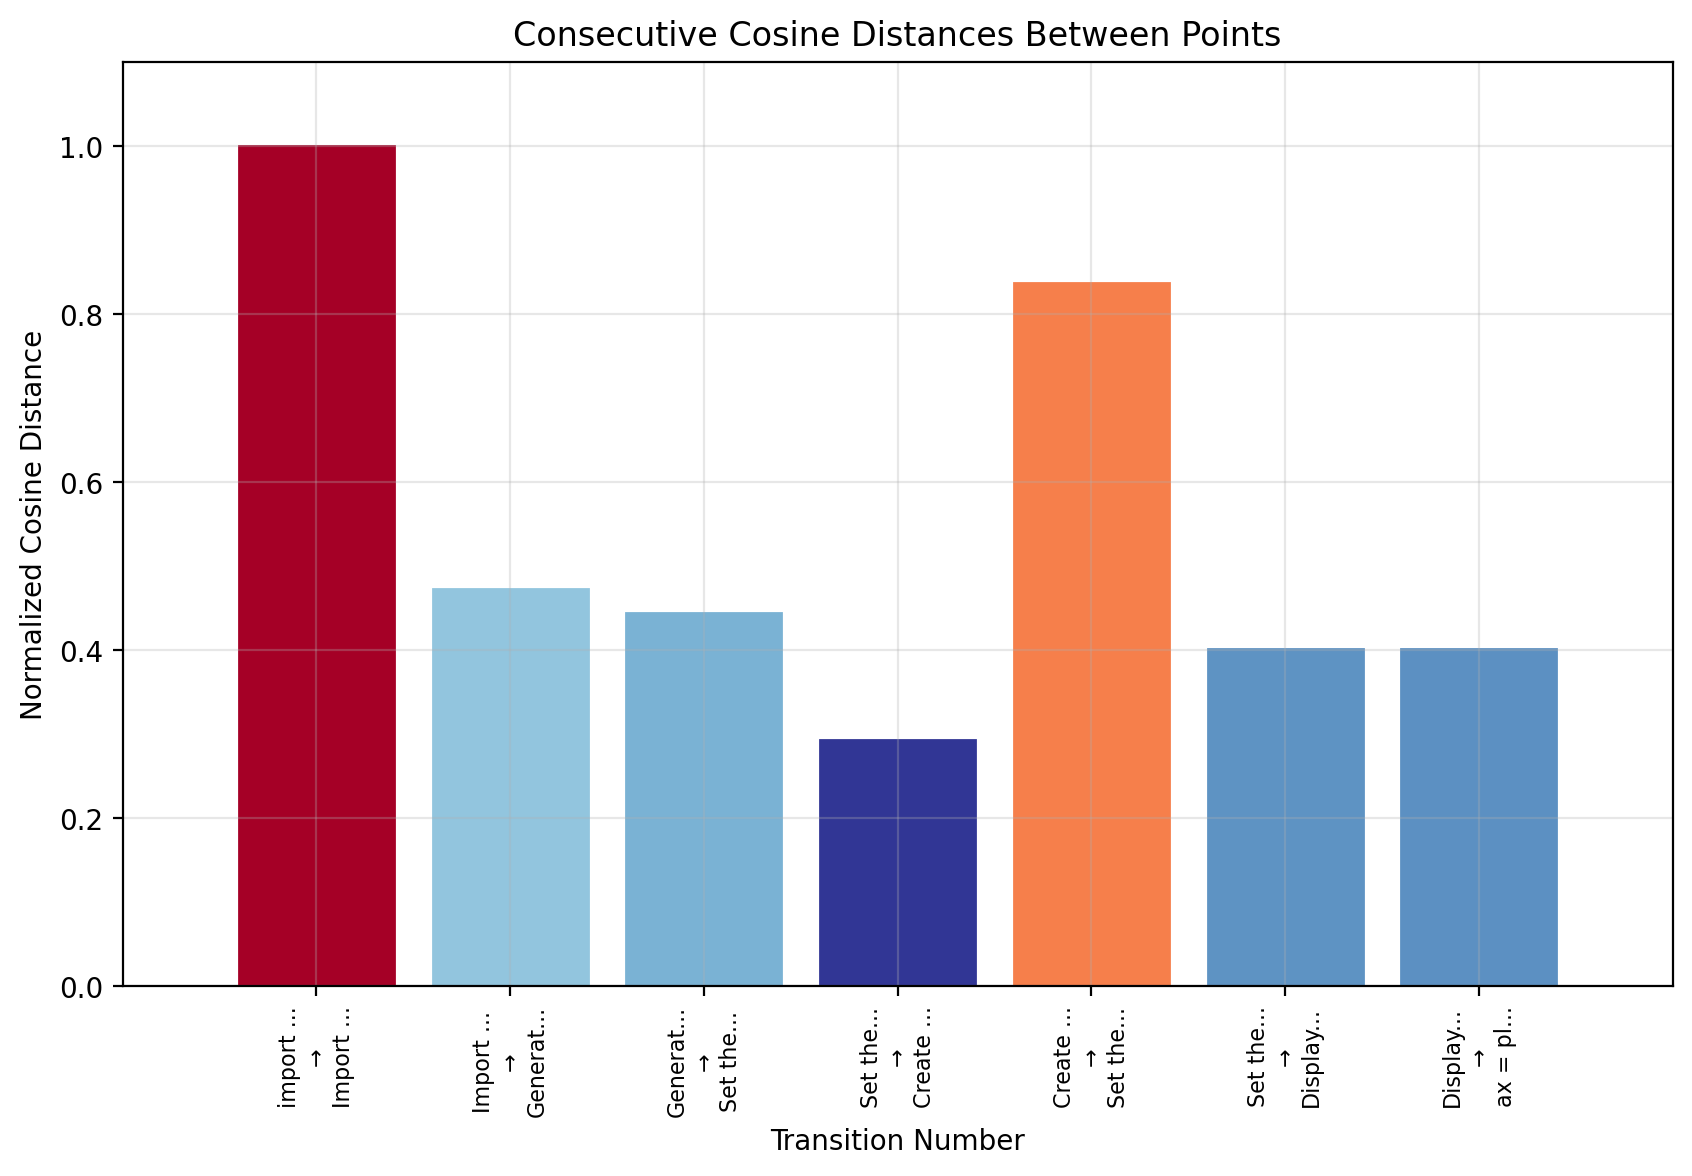 Consecutive Cosine Distances Between Points
Normalized Cosine Distance
1.0
0.8
0.6
0.4
0.2
0.0
import ...
→
Import ...
Import ...
→
Generat...
Generat...
→
Set the...
Set the...
→
Create ...
Create ...
→
Set the...
Set the...
→
Display...
Display...
→
ax = pl...
Transition Number